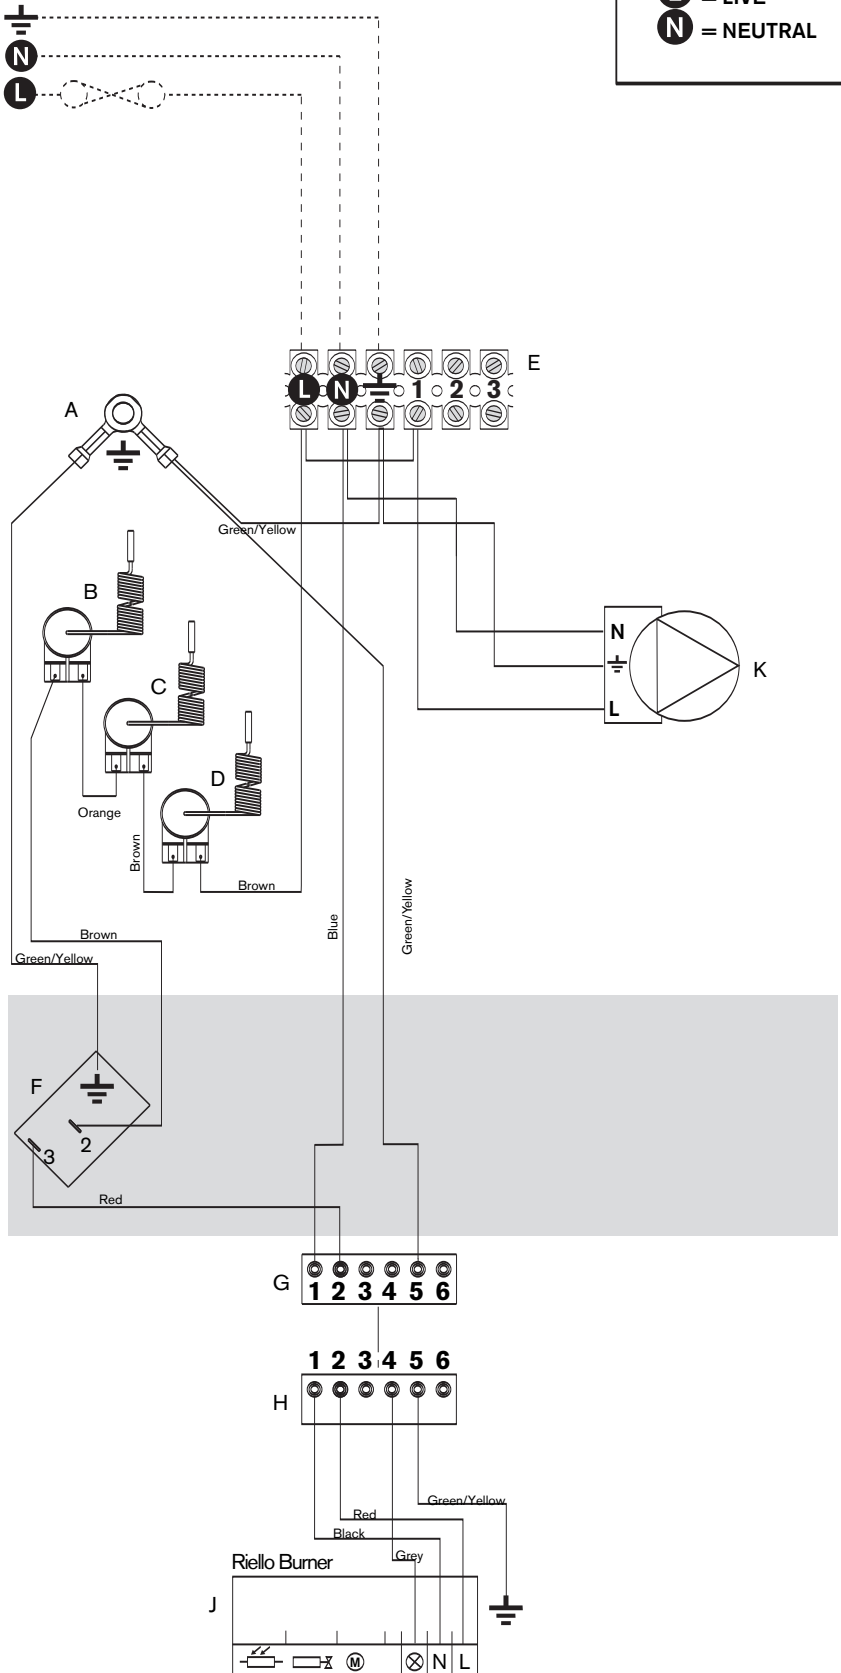 = LIVE
N = NEUTRAL
N
L
E
L N 1 2 3
A
Green/Yellow
B
N
C
K
L
D
Orange
Brown
Brown
Blue
Green/Yellow
Brown
Green/Yellow
F
2
3
Red
G
1 2 3 4 5 6
1 2 3 4 5 6
H
Green/Yellow
Red
Black
Grey
Riello Burner
J
M N L